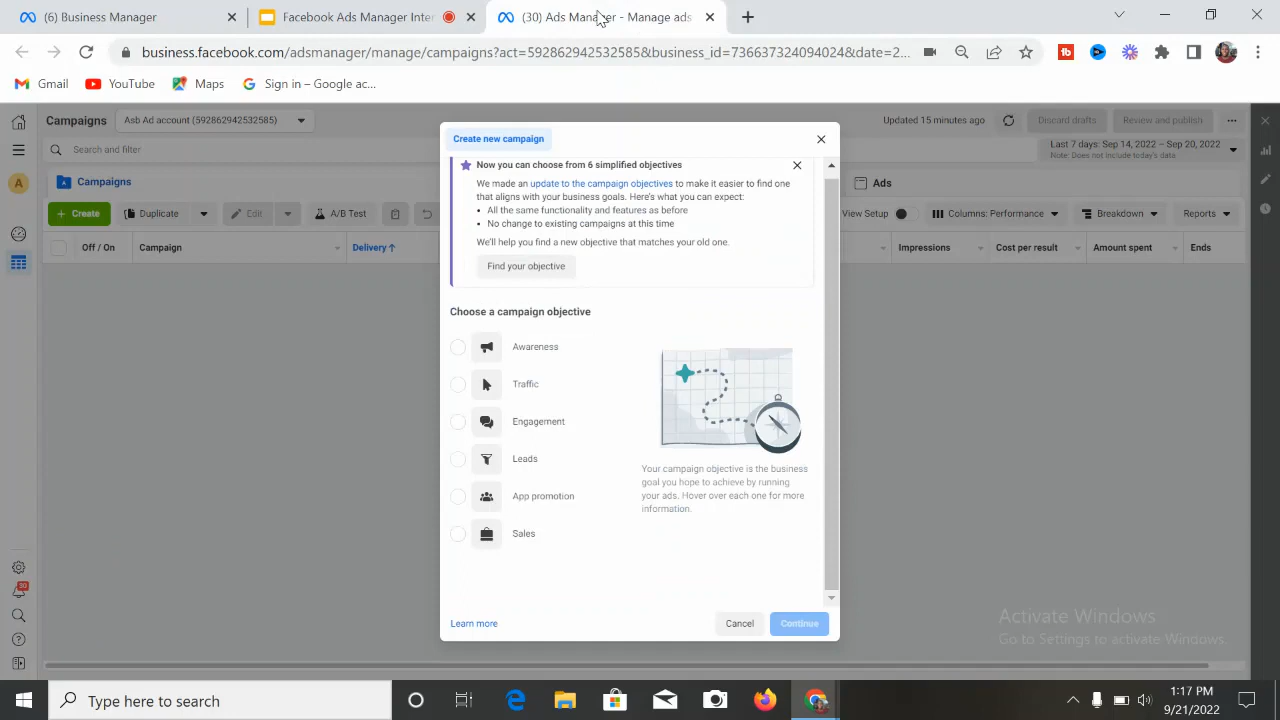 (6) Business Manager
Facebook Ads Manager Inter
(30) Ads Manager - Manage ads
business.facebook.com/adsmanager/manage/campaigns?act=592862942532585&business_id=736637324094024&date=2...
Gmail
YouTube
Maps
Sign in – Google ac...
Campaigns
Asb Ad account (592862942532585)
Updated 15 minutes ago
Discard drafts
Review and publish
Search and filter
Last 7 days: Sep 14, 2022 – Sep 20, 2022
Note: Does not include today's data
A
Campaigns
Ads
+ Create
Duplicate
Edit
A/B Test
View Setup
Columns: Performance
Breakdown
Reports
Off / On
Campaign
Delivery ↑
Impressions
Cost per result
Amount spent
Ends
Create new campaign
Now you can choose from 6 simplified objectives
We made an update to the campaign objectives to make it easier to find one
that aligns with your business goals. Here's what you can expect:
• All the same functionality and features as before
• No change to existing campaigns at this time
We'll help you find a new objective that matches your old one.
Find your objective
Choose a campaign objective
Awareness
Traffic
Engagement
Leads
App promotion
Sales
Your campaign objective is the business
goal you hope to achieve by running
your ads. Hover over each one for more
information.
Learn more
Cancel
Continue
Activate Windows
Go to Settings to activate Windows.
Type here to search
1:17 PM
9/21/2022